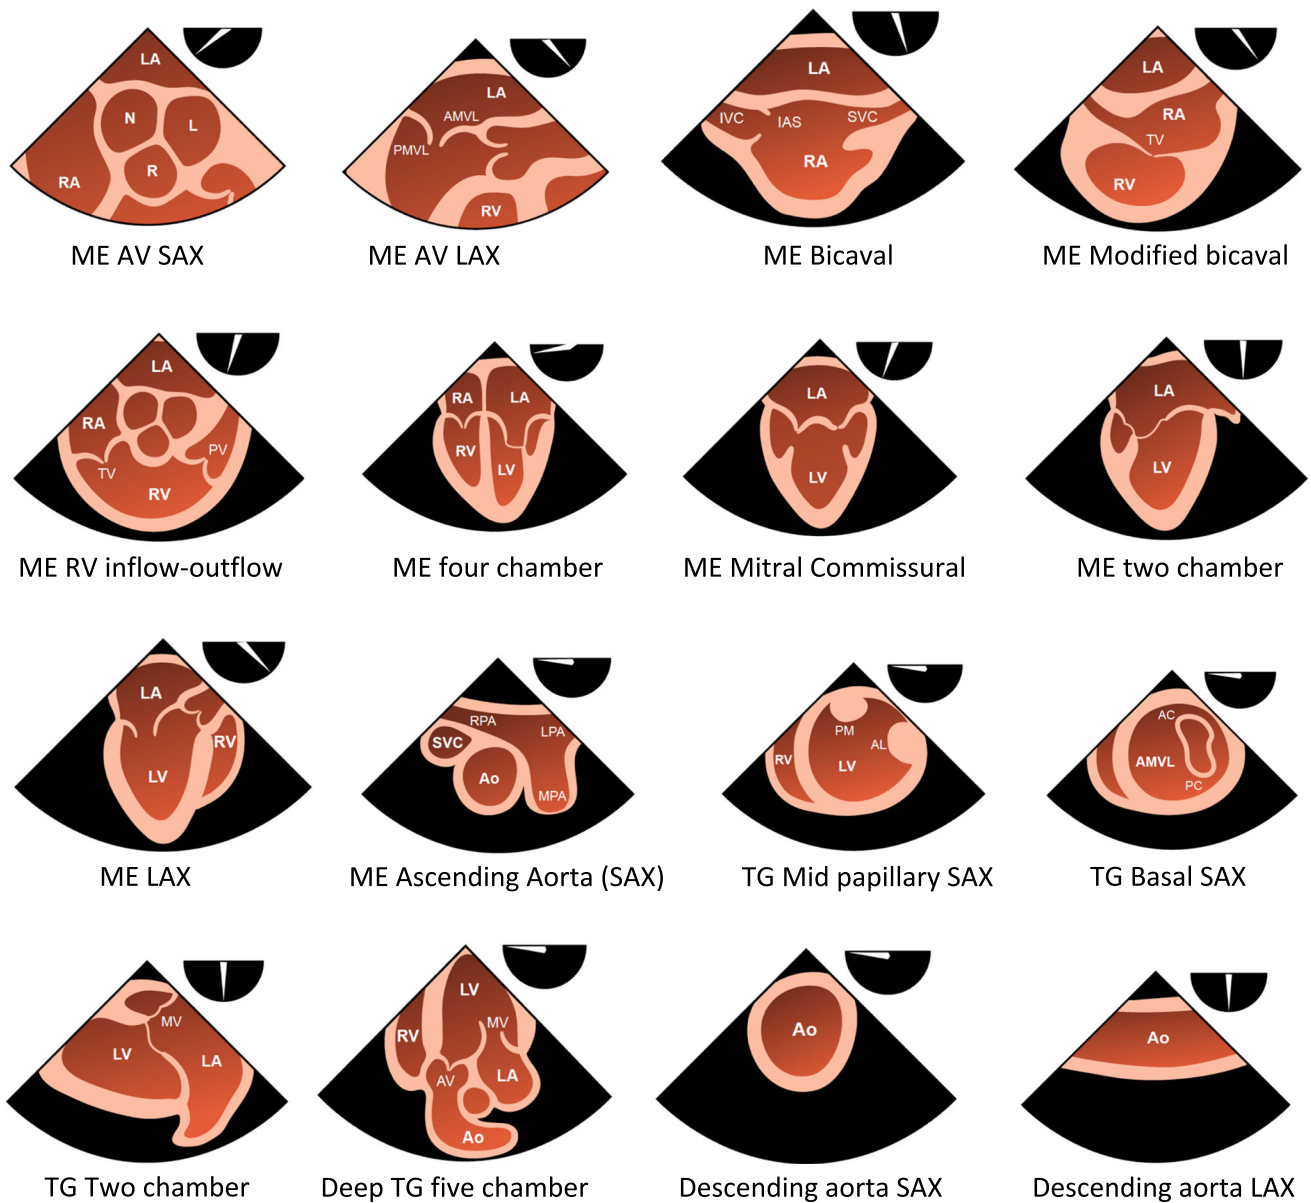 LA
N
L
R
RA
ME AV SAX
LA
AMVL
PMVL
RV
ME AV LAX
LA
IVC
IAS
SVC
RA
ME Bicaval
LA
RA
TV
RV
ME Modified bicaval
LA
RA
PV
TV
RV
ME RV inflow-outflow
RA
LA
RV
LV
ME four chamber
LA
LV
ME Mitral Commissural
LA
LV
ME two chamber
LA
RV
LV
ME LAX
RPA
LPA
SVC
Ao
MPA
ME Ascending Aorta (SAX)
PM
AL
RV
LV
TG Mid papillary SAX
AC
AMVL
PC
TG Basal SAX
MV
LV
LA
TG Two chamber
LV
MV
RV
LA
AV
Ao
Deep TG five chamber
Ao
Descending aorta SAX
Ao
Descending aorta LAX